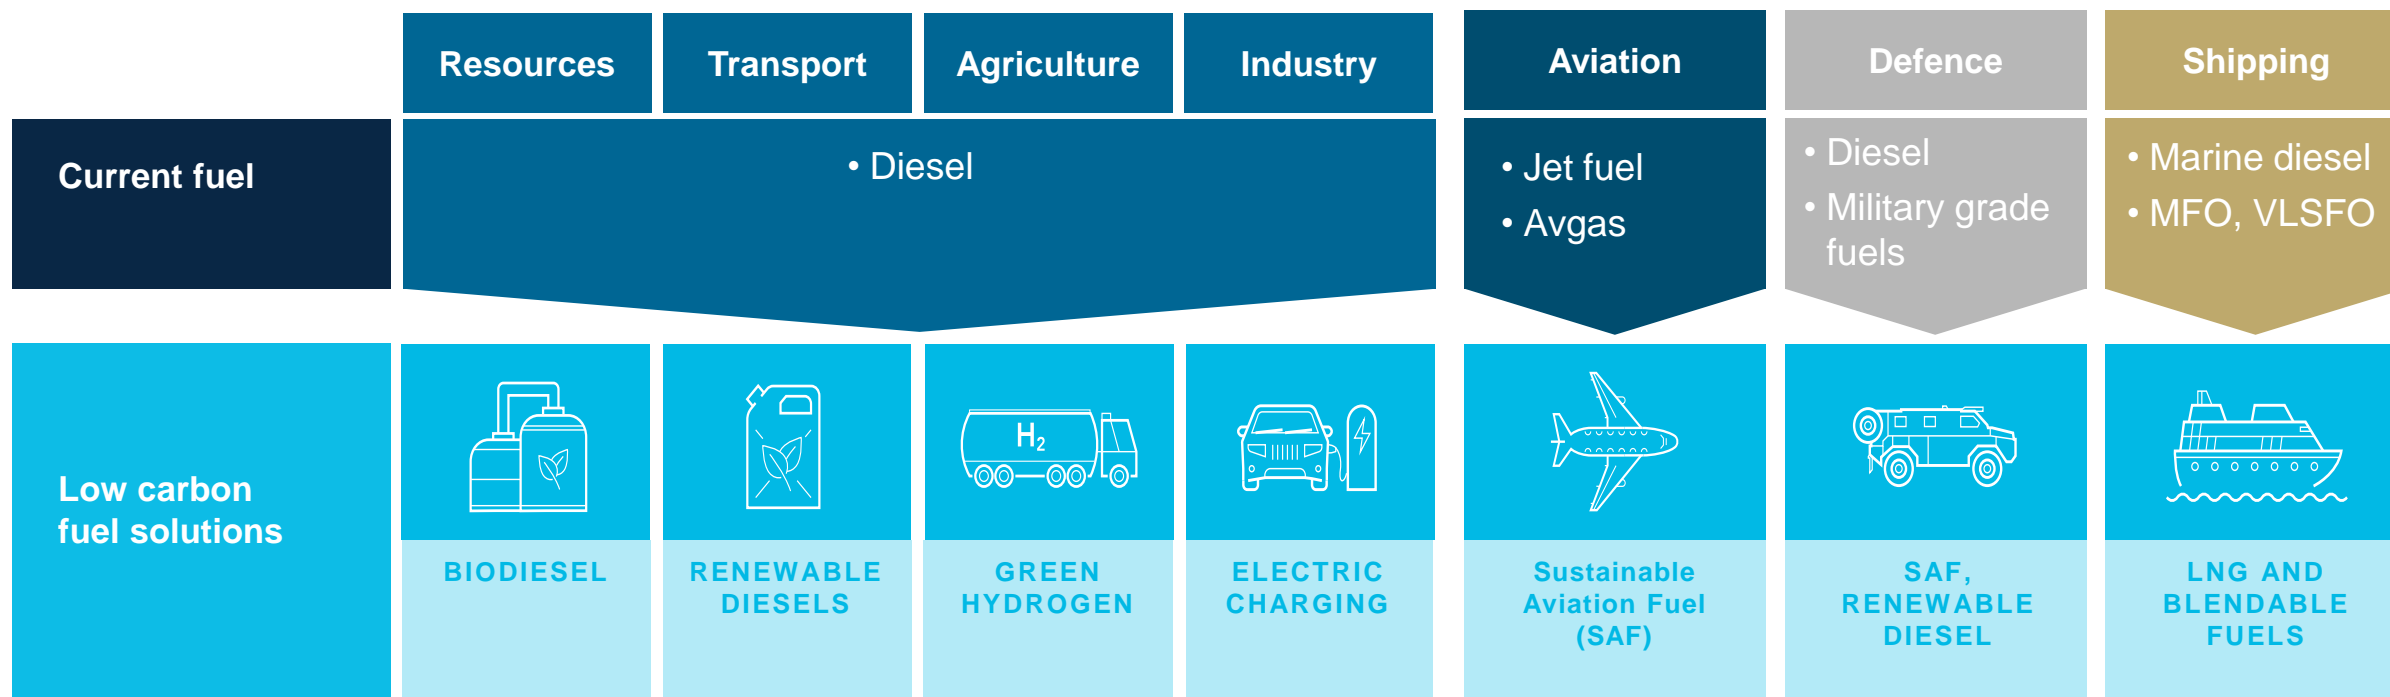 Resources
Transport
Agriculture
Industry
Aviation
Defence
Shipping
Current fuel
• Diesel
• Jet fuel
• Avgas
• Diesel
• Military grade
fuels
• Marine diesel
• MFO, VLSFO
Low carbon
fuel solutions
H₂
BIODIESEL
RENEWABLE
DIESELS
GREEN
HYDROGEN
ELECTRIC
CHARGING
Sustainable
Aviation Fuel
(SAF)
SAF,
RENEWABLE
DIESEL
LNG AND
BLENDABLE
FUELS